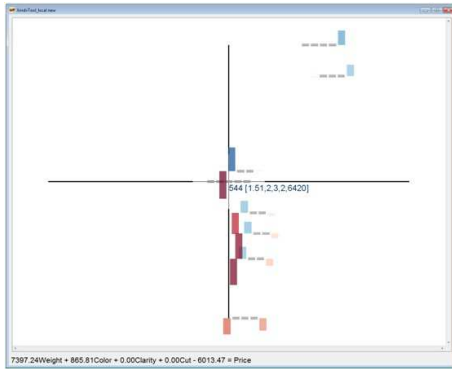 544 [1.51,2,3,2,6420]
7397.24Weight + 865.81Color + 0.00Clarity + 0.00Cut - 6013.47 = Price